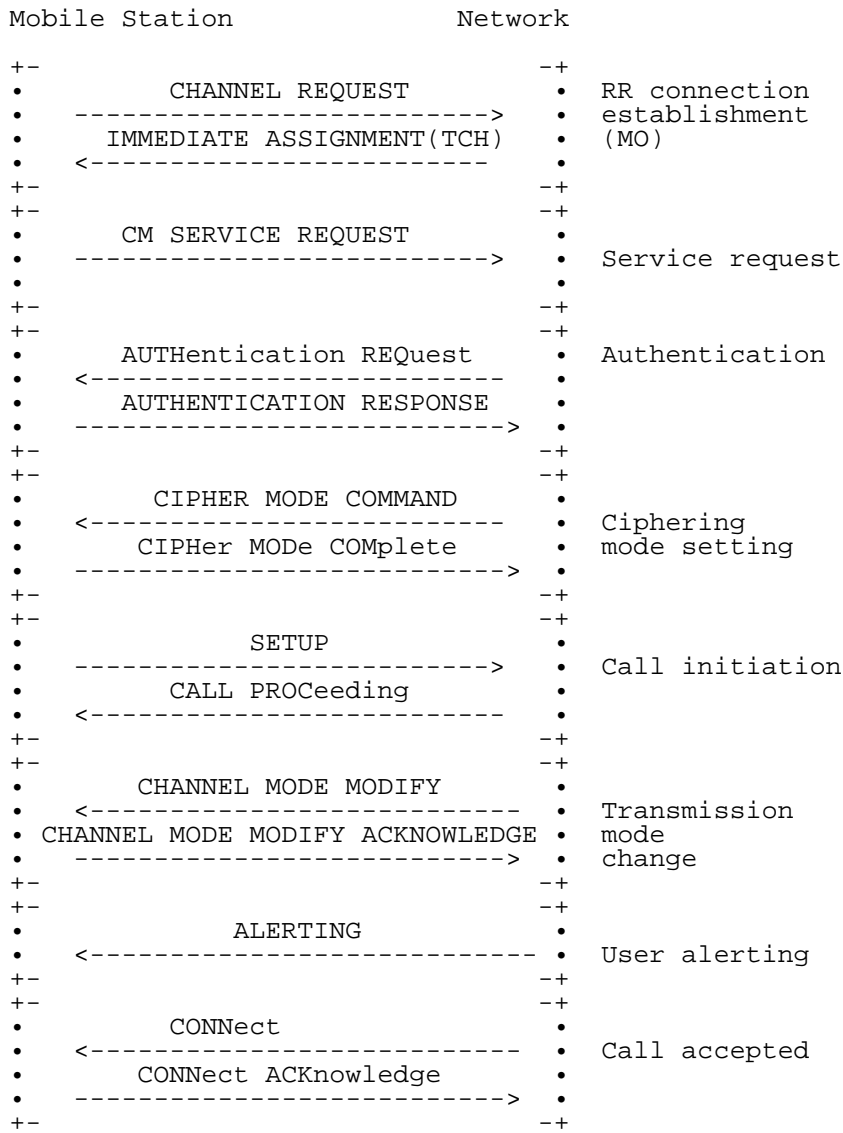 Mobile Station Network
+- -+
• CHANNEL REQUEST • RR connection
• --------------------------> • establishment
• IMMEDIATE ASSIGNMENT(TCH) • (MO)
• <------------------------- •
+- -+
+- -+
• CM SERVICE REQUEST •
• --------------------------> • Service request
• •
+- -+
+- -+
• AUTHentication REQuest • Authentication
• <-------------------------- •
• AUTHENTICATION RESPONSE •
• ---------------------------> •
+- -+
+- -+
• CIPHER MODE COMMAND •
• <-------------------------- • Ciphering
• CIPHer MODe COMplete • mode setting
• ---------------------------> •
+- -+
+- -+
• SETUP •
• --------------------------> • Call initiation
• CALL PROCeeding •
• <-------------------------- •
+- -+
+- -+
• CHANNEL MODE MODIFY •
• <--------------------------- • Transmission
• CHANNEL MODE MODIFY ACKNOWLEDGE • mode
• ---------------------------> • change
+- -+
+- -+
• ALERTING •
• <---------------------------- • User alerting
+- -+
+- -+
• CONNect •
• <--------------------------- • Call accepted
• CONNect ACKnowledge •
• ---------------------------> •
+- -+